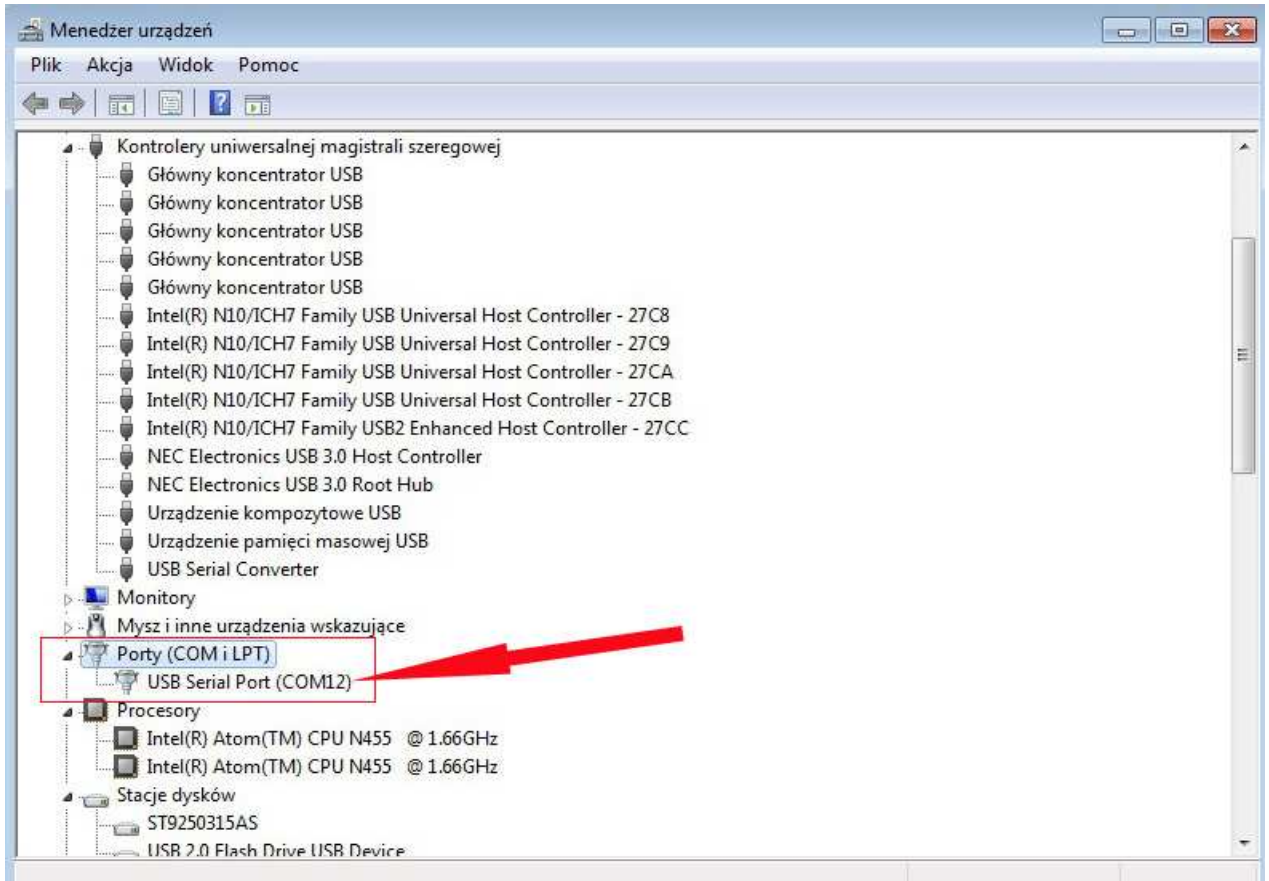 Menedżer urządzeń
Plik Akcja Widok Pomoc
Kontrolery uniwersalnej magistrali szeregowej
Główny koncentrator USB
Główny koncentrator USB
Główny koncentrator USB
Główny koncentrator USB
Główny koncentrator USB
Intel(R) N10/ICH7 Family USB Universal Host Controller - 27C8
Intel(R) N10/ICH7 Family USB Universal Host Controller - 27C9
Intel(R) N10/ICH7 Family USB Universal Host Controller - 27CA
Intel(R) N10/ICH7 Family USB Universal Host Controller - 27CB
Intel(R) N10/ICH7 Family USB2 Enhanced Host Controller - 27CC
NEC Electronics USB 3.0 Host Controller
NEC Electronics USB 3.0 Root Hub
Urządzenie kompozytowe USB
Urządzenie pamięci masowej USB
USB Serial Converter
Monitory
Mysz i inne urządzenia wskazujące
Porty (COM i LPT)
USB Serial Port (COM12)
Procesory
Intel(R) Atom(TM) CPU N455 @ 1.66GHz
Intel(R) Atom(TM) CPU N455 @ 1.66GHz
Stacje dysków
ST9250315AS
USB 2.0 Flash Drive USB Device